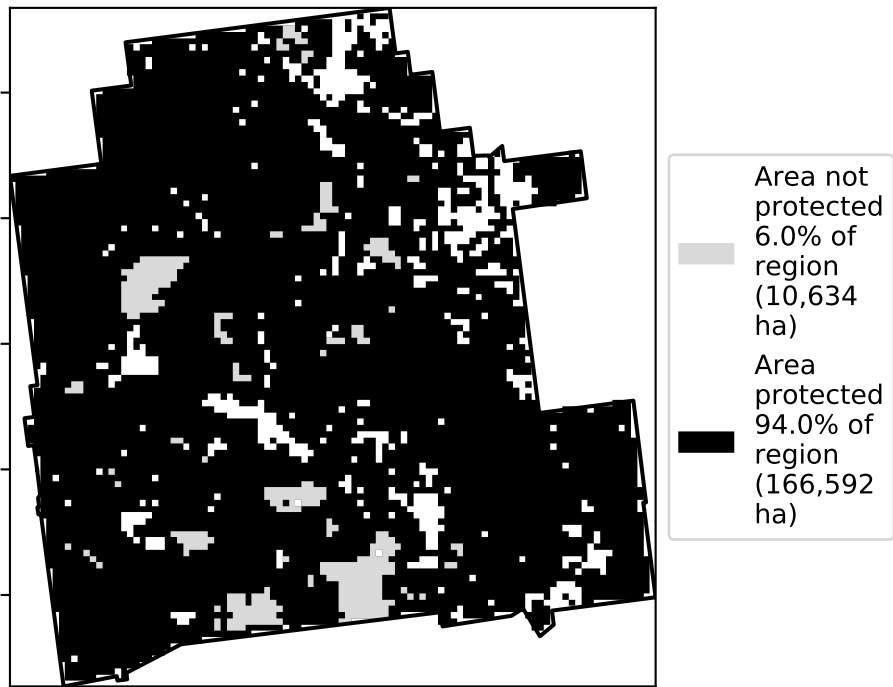 Area not
protected
6.0% of
region
(10,634
ha)
Area
protected
94.0% of
region
(166,592
ha)